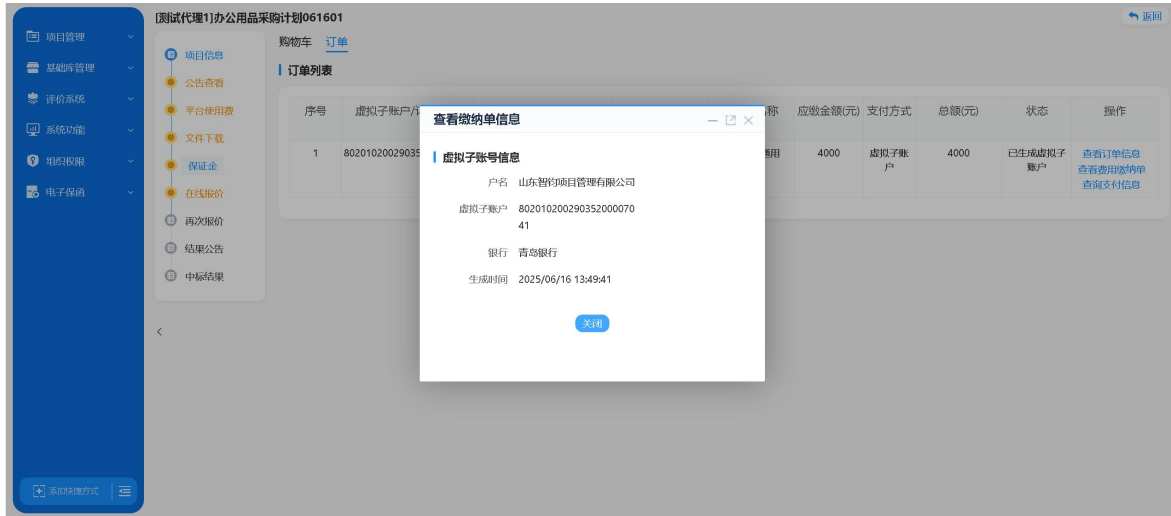 [测试代理1]办公用品采购计划061601
返回
项目管理
基础库管理
评价系统
系统功能
组织权限
电子保函
添加快捷方式
项目信息
公告查看
平台使用费
文件下载
保证金
在线报价
再次报价
结果公告
中标结果
购物车 订单
订单列表
序号 虚拟子账户/ 称 应缴金额(元) 支付方式 总额(元) 状态 操作
1 80201020029035 通用 4000 虚拟子账 4000 已生成虚拟子 查看订单信息
户 账户 查看费用缴纳单
查询支付信息
查看缴纳单信息
虚拟子账号信息
户名 山东智钧项目管理有限公司
虚拟子账户 802010200290352000070
41
银行 青岛银行
生成时间 2025/06/16 13:49:41
关闭